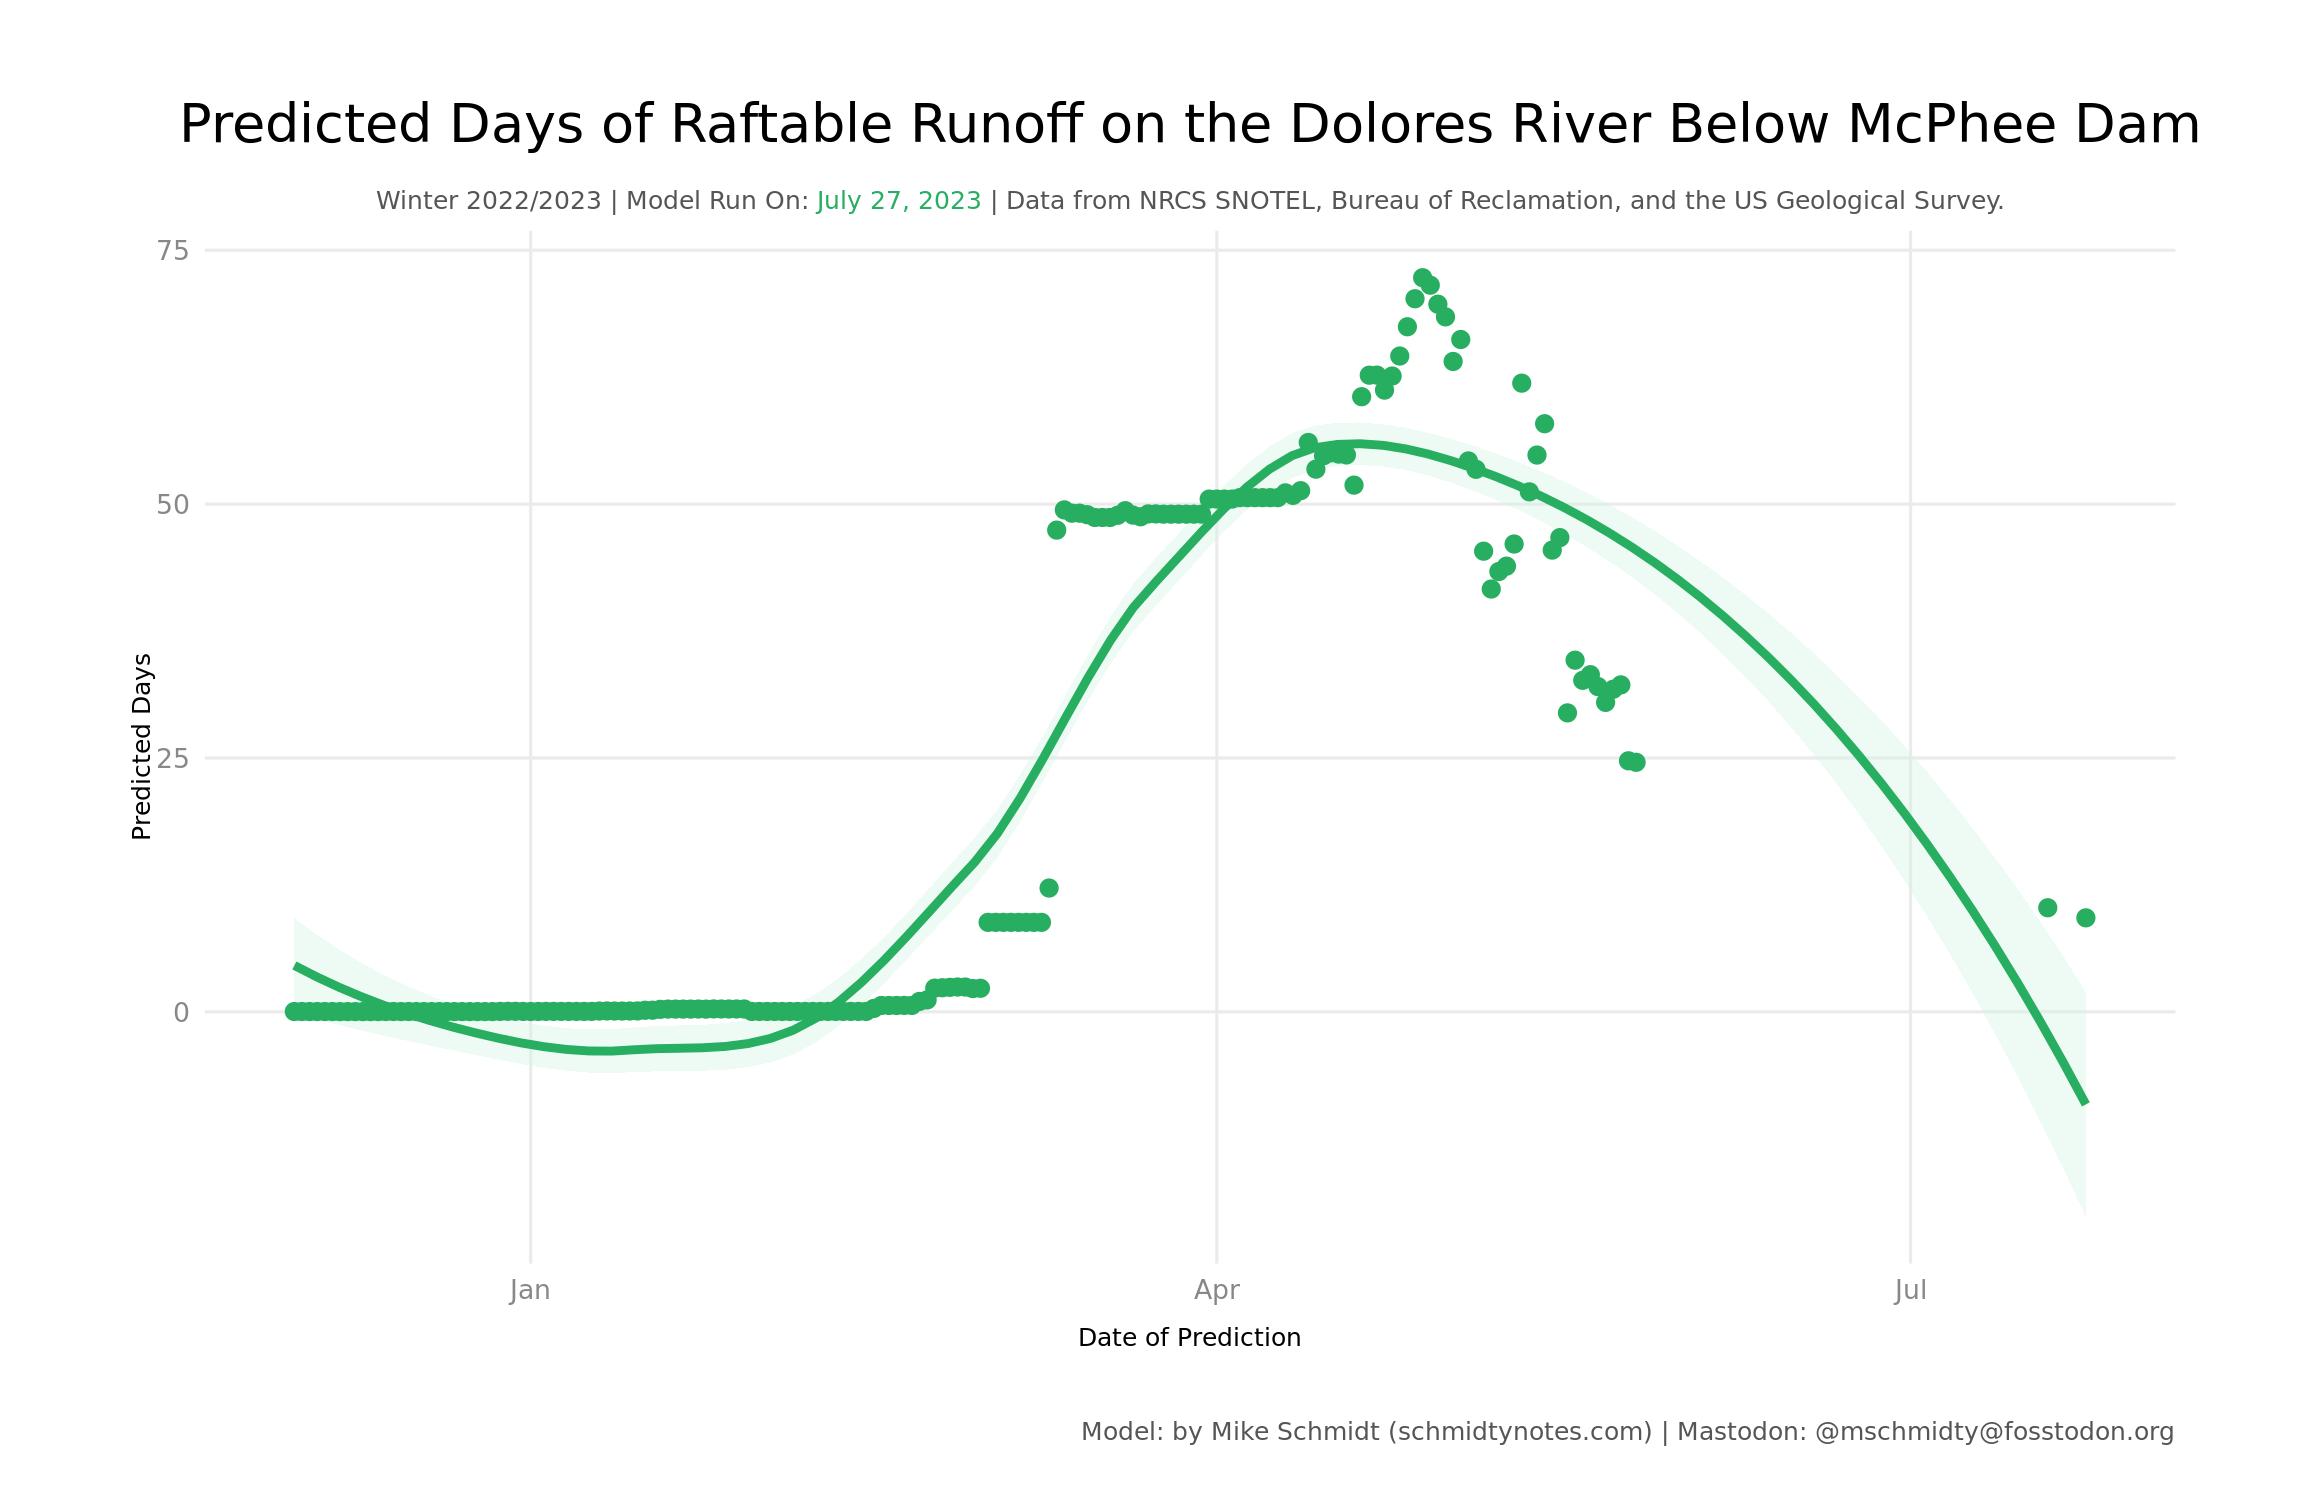 Predicted Days of Raftable Runoff on the Dolores River Below McPhee Dam
Winter 2022/2023 | Model Run On: July 27, 2023 | Data from NRCS SNOTEL, Bureau of Reclamation, and the US Geological Survey.
75
50
25
0
Predicted Days
Jan
Apr
Jul
Date of Prediction
Model: by Mike Schmidt (schmidtynotes.com) | Mastodon: @mschmidty@fosstodon.org